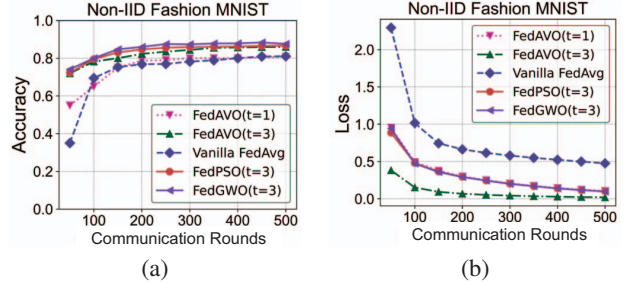 Non-IID Fashion MNIST
Accuracy
1.0
0.8
0.6
0.4
0.2
0.0
FedAVO(t=1)
FedAVO(t=3)
Vanilla FedAvg
FedPSO(t=3)
FedGWO(t=3)
100 200 300 400 500
Communication Rounds
(a)
Non-IID Fashion MNIST
Loss
2.0
1.5
1.0
0.5
0.0
FedAVO(t=1)
FedAVO(t=3)
Vanilla FedAvg
FedPSO(t=3)
FedGWO(t=3)
100 200 300 400 500
Communication Rounds
(b)